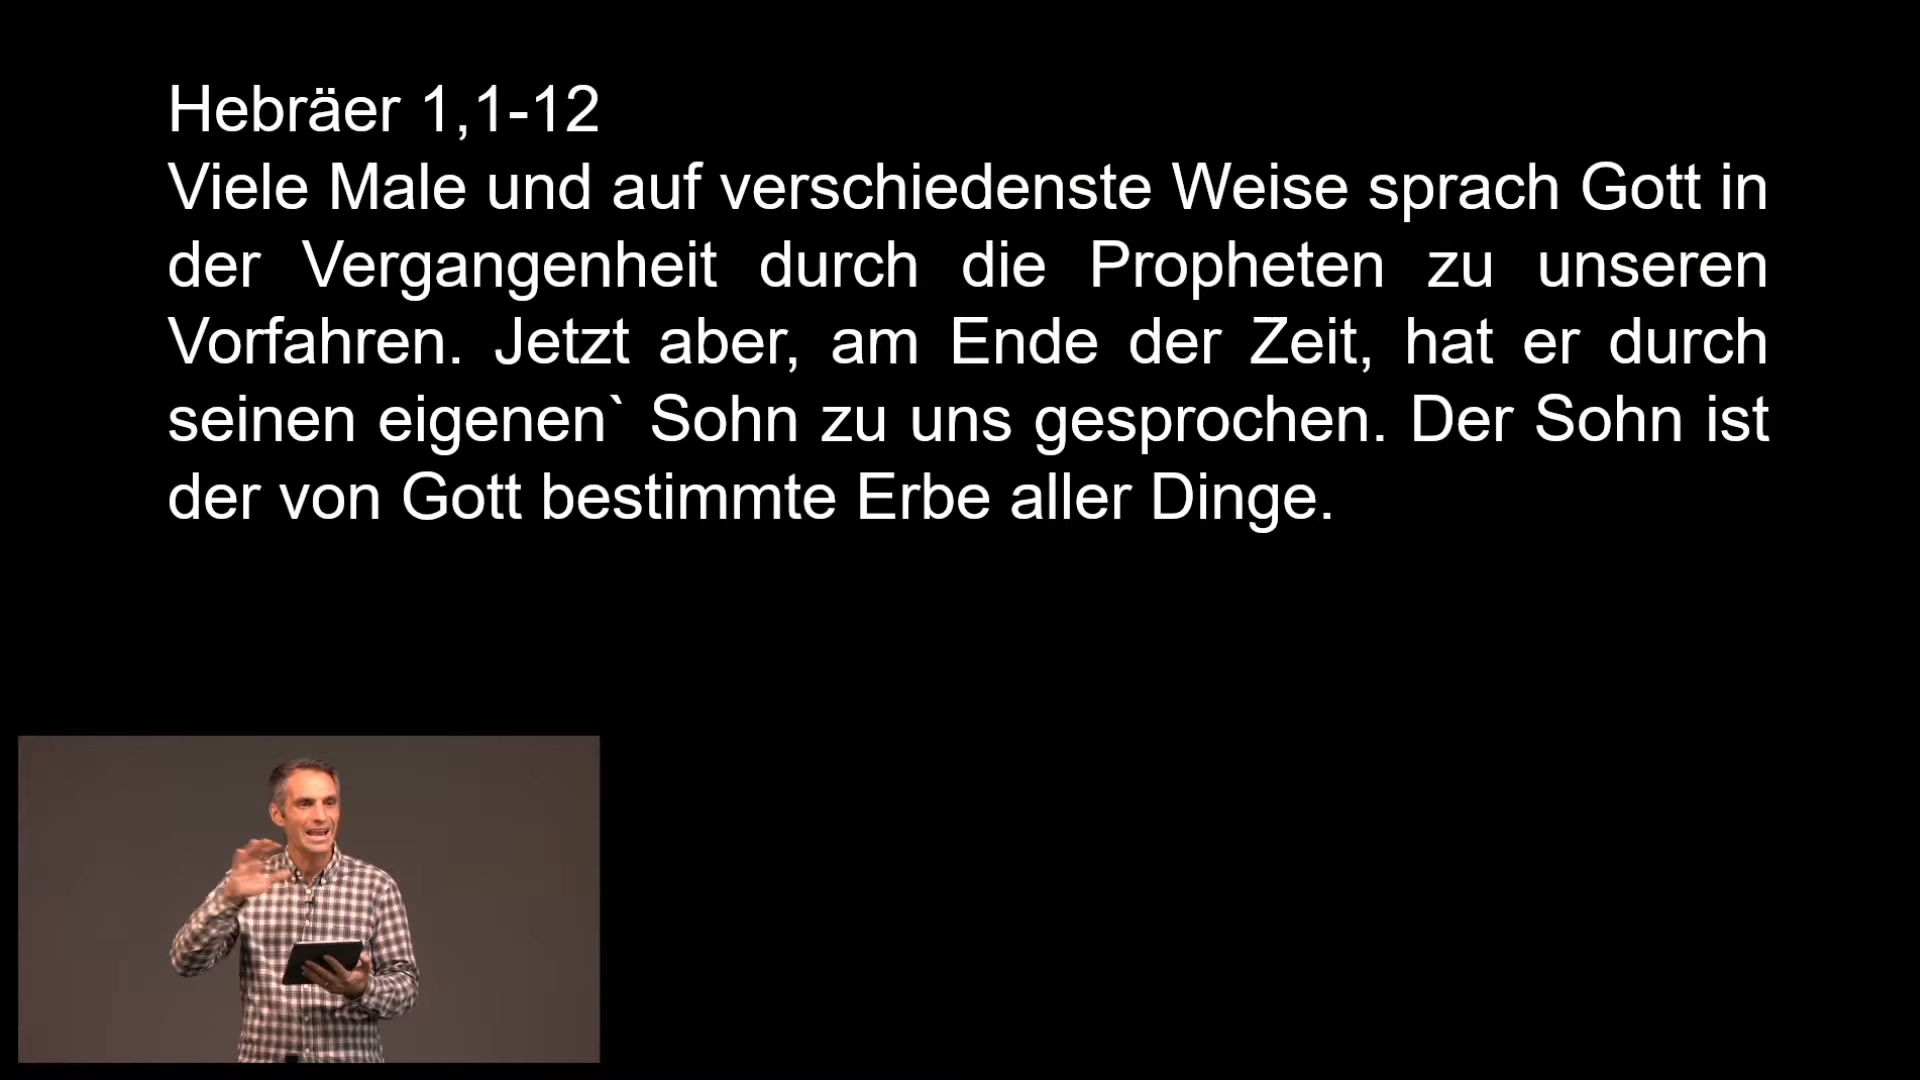 Hebräer 1,1-12
Viele Male und auf verschiedenste Weise sprach Gott in
der Vergangenheit durch die Propheten zu unseren
Vorfahren. Jetzt aber, am Ende der Zeit, hat er durch
seinen eigenen` Sohn zu uns gesprochen. Der Sohn ist
der von Gott bestimmte Erbe aller Dinge.